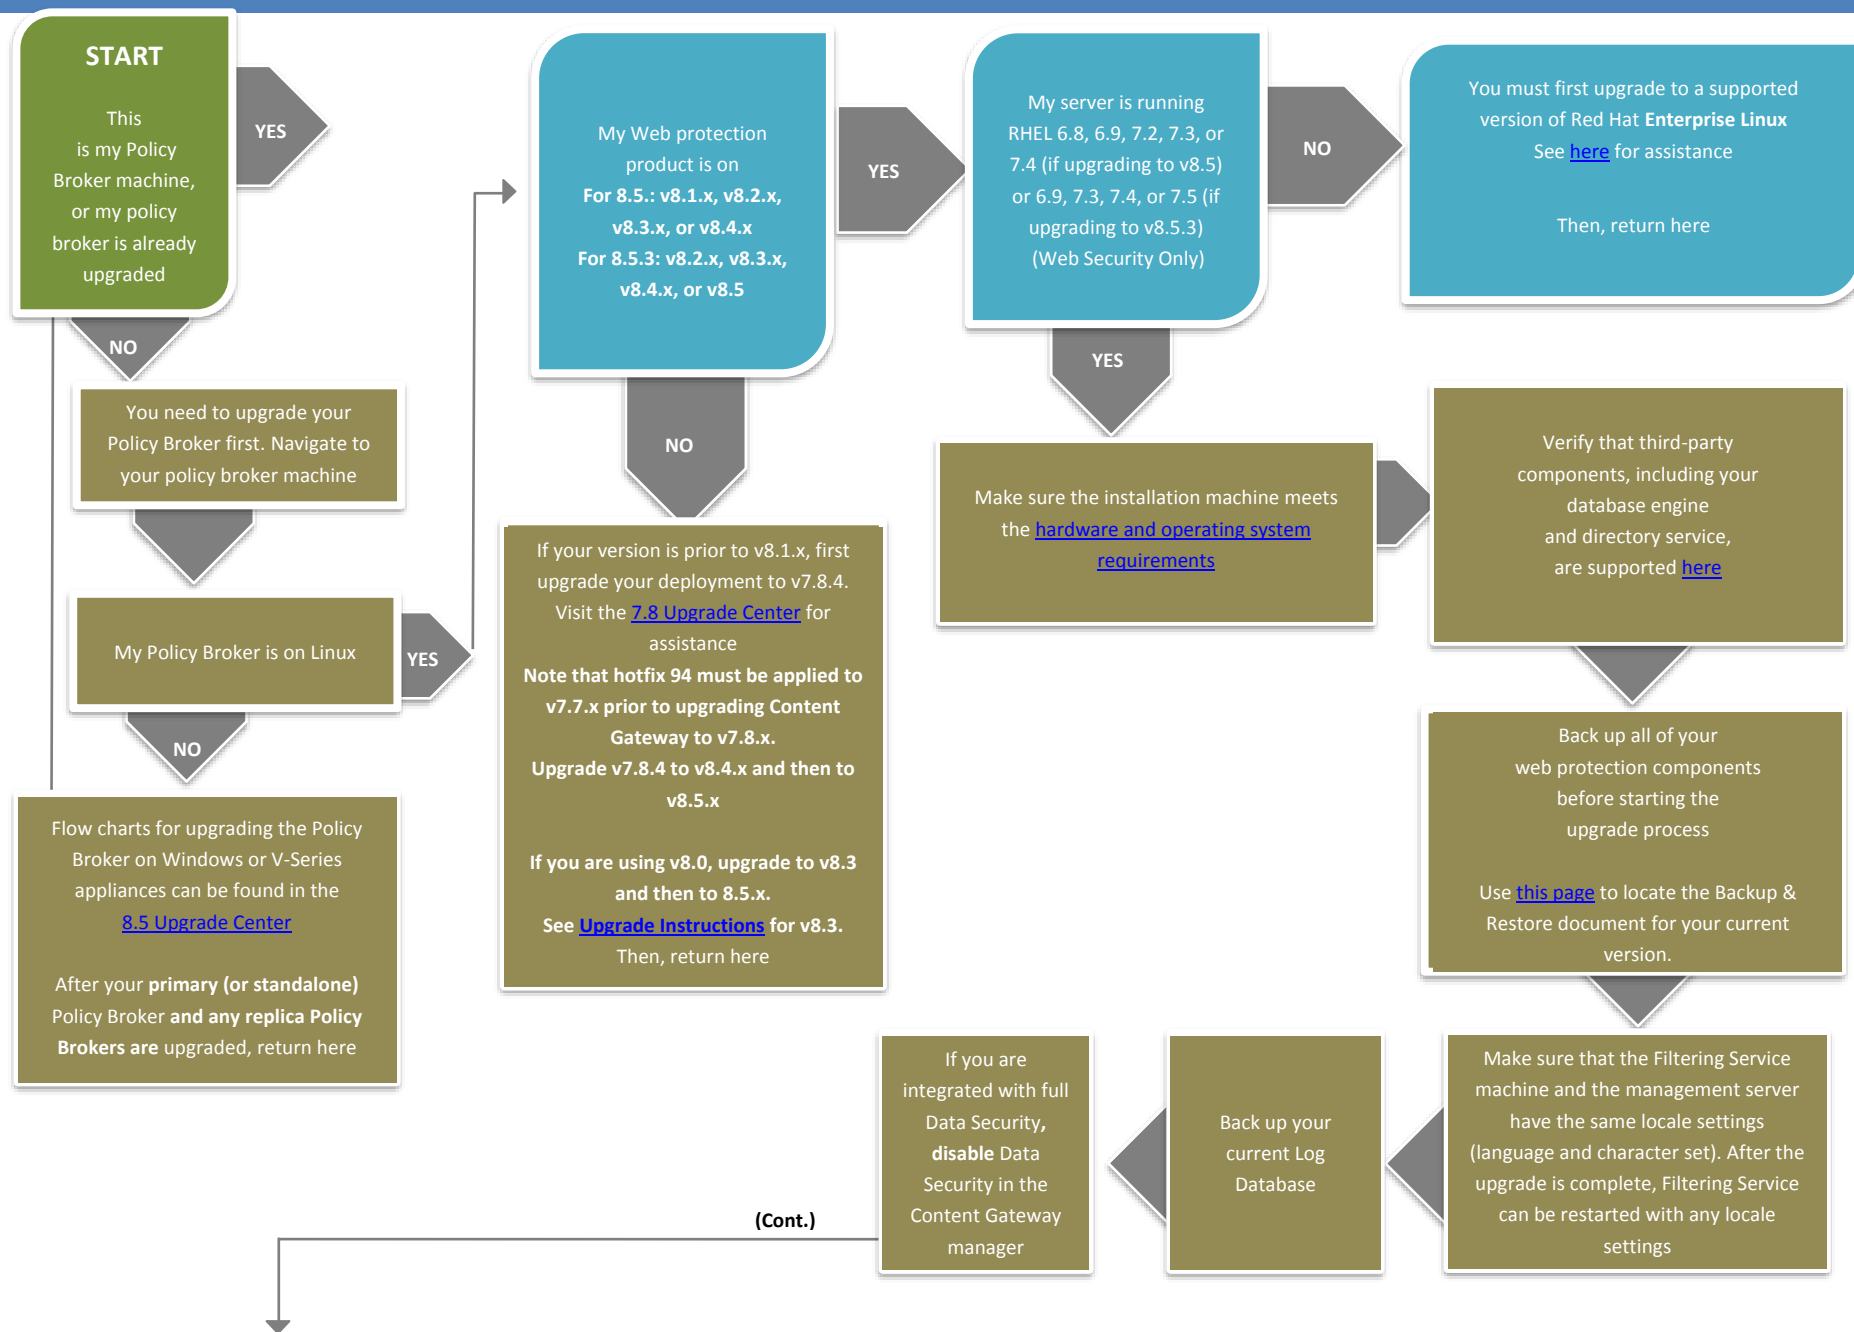 START
This
is my Policy
Broker machine,
or my policy
broker is already
upgraded
YES
NO
You need to upgrade your
Policy Broker first. Navigate to
your policy broker machine
My Policy Broker is on Linux
YES
NO
Flow charts for upgrading the Policy
Broker on Windows or V-Series
appliances can be found in the
8.5 Upgrade Center
After your primary (or standalone)
Policy Broker and any replica Policy
Brokers are upgraded, return here
My Web protection
product is on
For 8.5.: v8.1.x, v8.2.x,
v8.3.x, or v8.4.x
For 8.5.3: v8.2.x, v8.3.x,
v8.4.x, or v8.5
YES
NO
If your version is prior to v8.1.x, first
upgrade your deployment to v7.8.4.
Visit the 7.8 Upgrade Center for
assistance
Note that hotfix 94 must be applied to
v7.7.x prior to upgrading Content
Gateway to v7.8.x.
Upgrade v7.8.4 to v8.4.x and then to
v8.5.x
If you are using v8.0, upgrade to v8.3
and then to 8.5.x.
See Upgrade Instructions for v8.3.
Then, return here
My server is running
RHEL 6.8, 6.9, 7.2, 7.3, or
7.4 (if upgrading to v8.5)
or 6.9, 7.3, 7.4, or 7.5 (if
upgrading to v8.5.3)
(Web Security Only)
NO
YES
You must first upgrade to a supported
version of Red Hat Enterprise Linux
See here for assistance
Then, return here
Make sure the installation machine meets
the hardware and operating system
requirements
Verify that third-party
components, including your
database engine
and directory service,
are supported here
Back up all of your
web protection components
before starting the
upgrade process
Use this page to locate the Backup &
Restore document for your current
version.
Make sure that the Filtering Service
machine and the management server
have the same locale settings
(language and character set). After the
upgrade is complete, Filtering Service
can be restarted with any locale
settings
Back up your
current Log
Database
If you are
integrated with full
Data Security,
disable Data
Security in the
Content Gateway
manager
(Cont.)